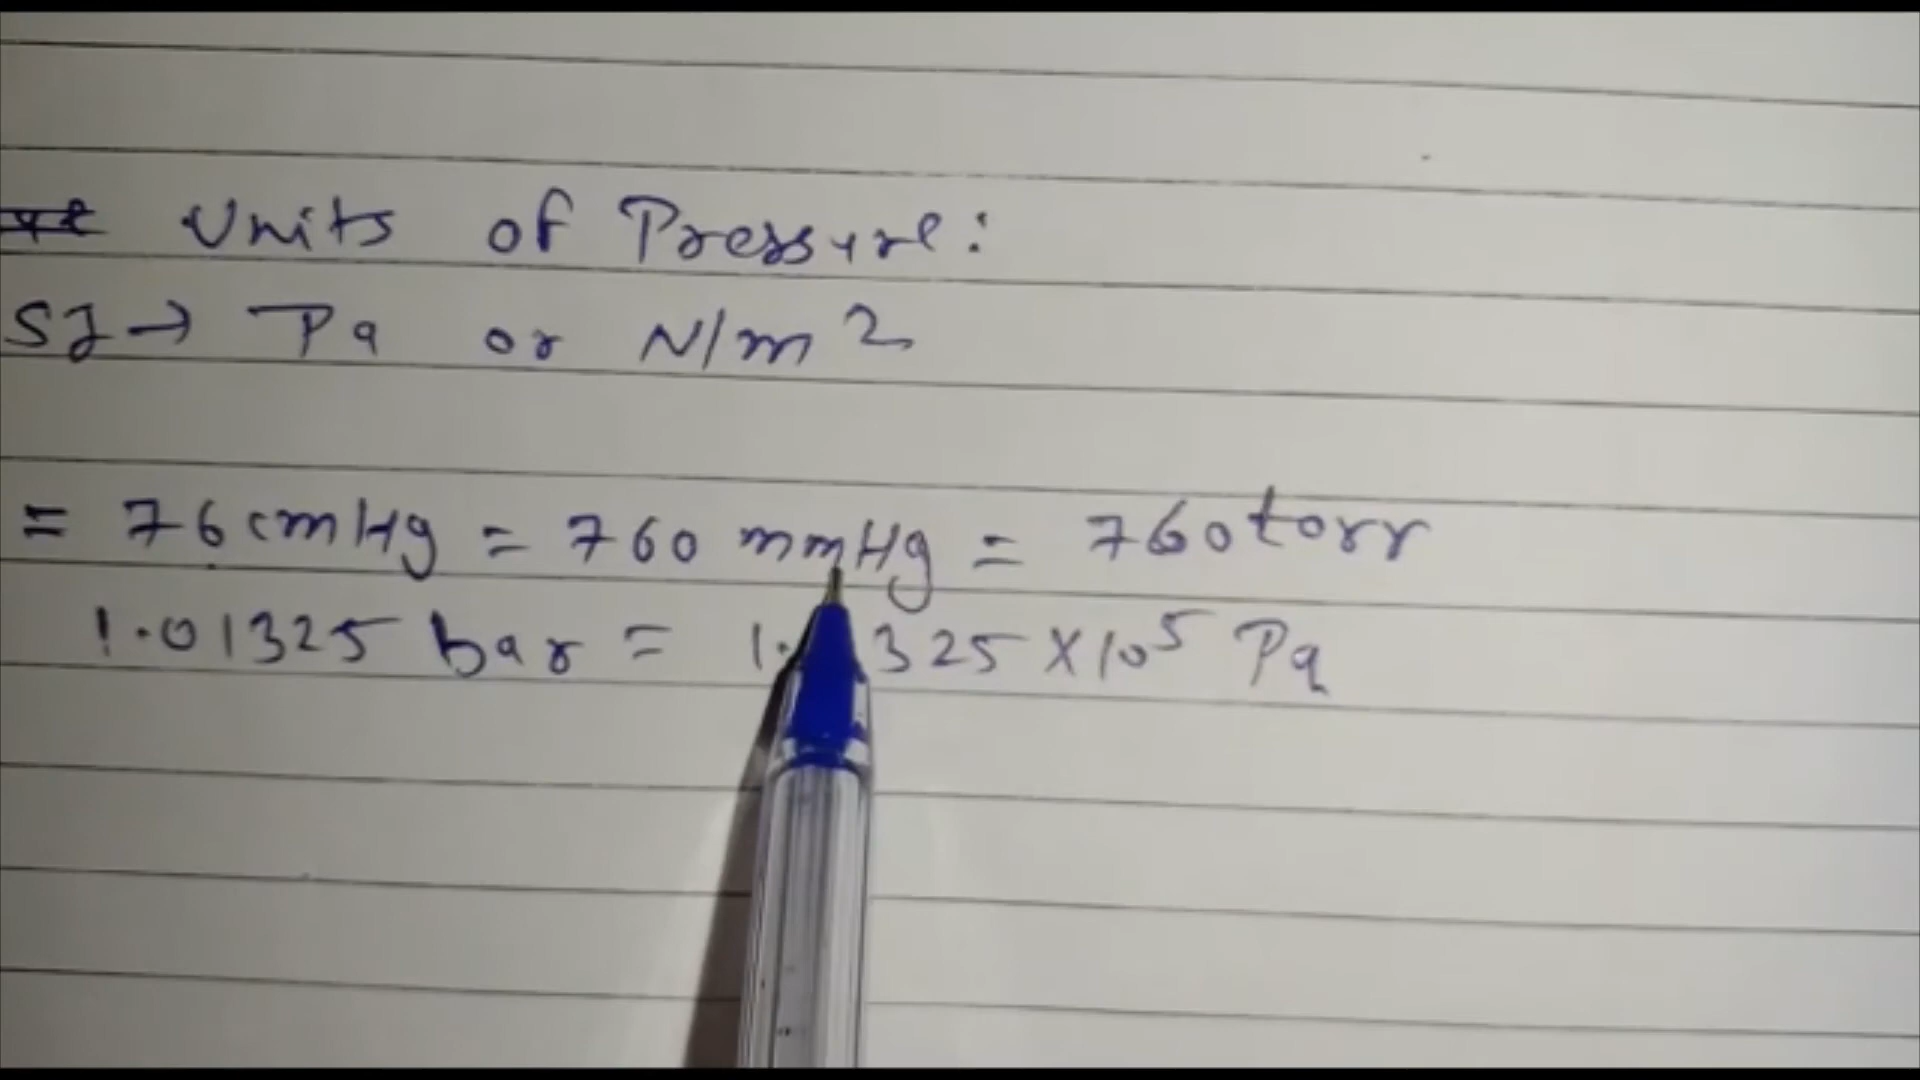 Units of Pressure:
SI → Pa or N/m²
= 76 cmHg = 760 mmHg = 760 torr
1.01325 bar = 1. 325 × 10⁵ Pa